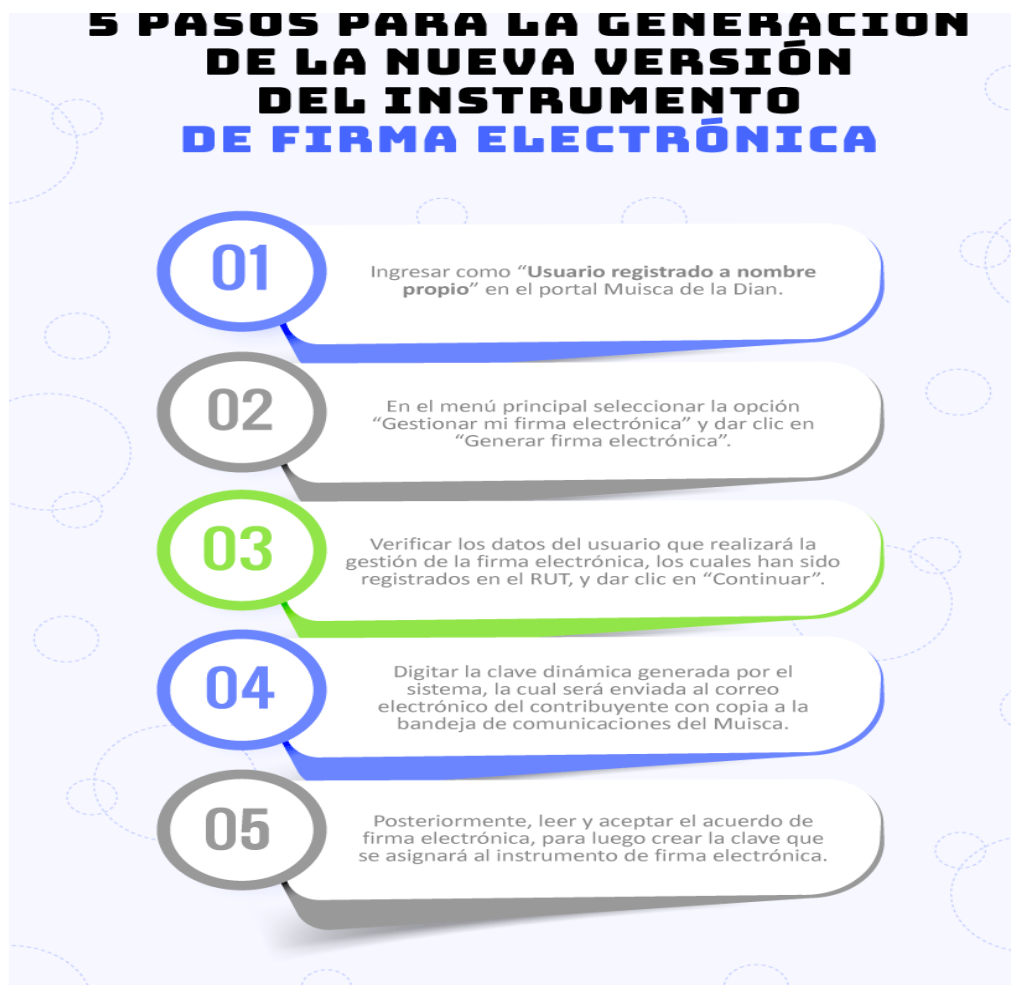 5 PASOS PARA LA GENERACIÓN
DE LA NUEVA VERSIÓN
DEL INSTRUMENTO
DE FIRMA ELECTRÓNICA
01
Ingresar como “Usuario registrado a nombre
propio” en el portal Muisca de la Dian.
02
En el menú principal seleccionar la opción
“Gestionar mi firma electrónica” y dar clic en
“Generar firma electrónica”.
03
Verificar los datos del usuario que realizará la
gestión de la firma electrónica, los cuales han sido
registrados en el RUT, y dar clic en “Continuar”.
04
Digitar la clave dinámica generada por el
sistema, la cual será enviada al correo
electrónico del contribuyente con copia a la
bandeja de comunicaciones del Muisca.
05
Posteriormente, leer y aceptar el acuerdo de
firma electrónica, para luego crear la clave que
se asignará al instrumento de firma electrónica.